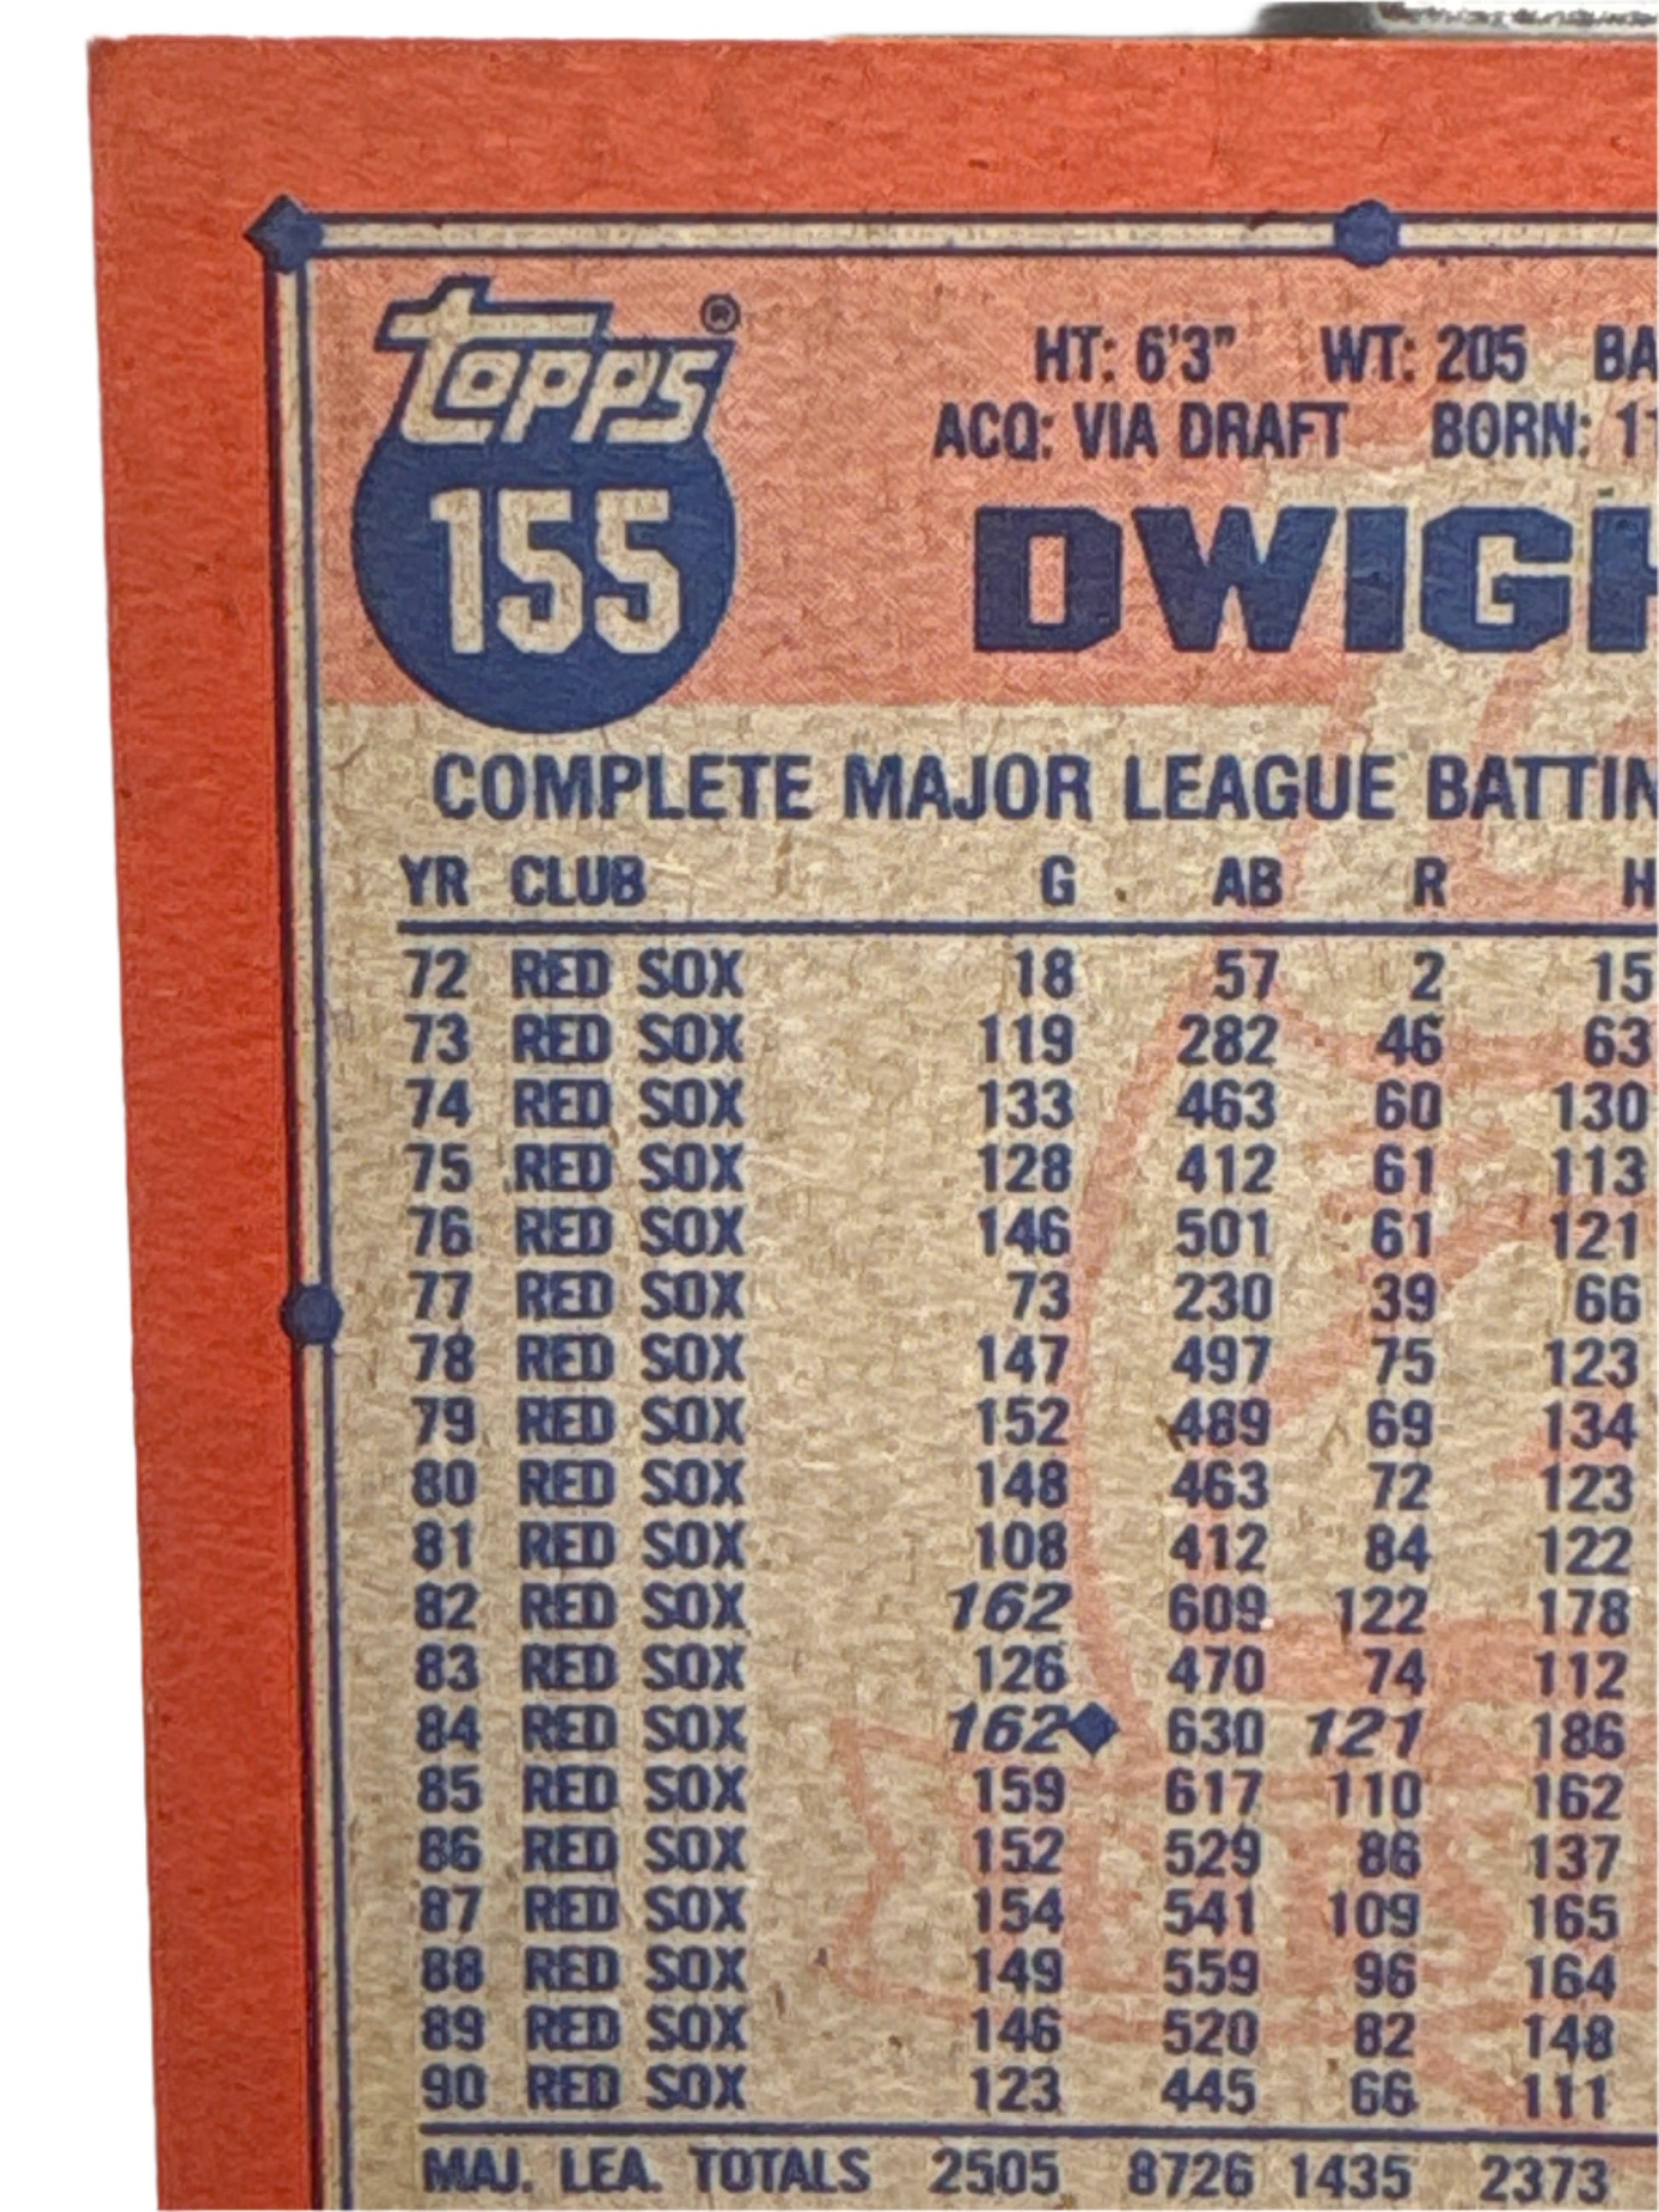 topps®
155
HT: 6'3" WT: 205 BA
ACQ: VIA DRAFT BORN: 11
DWIGH
COMPLETE MAJOR LEAGUE BATTIN
YR CLUB G AB R H
72 RED SOX 18 57 2 15
73 RED SOX 119 282 46 63
74 RED SOX 133 463 60 130
75 RED SOX 128 412 61 113
76 RED SOX 146 501 61 121
77 RED SOX 73 230 39 66
78 RED SOX 147 497 75 123
79 RED SOX 152 489 69 134
80 RED SOX 148 463 72 123
81 RED SOX 108 412 84 122
82 RED SOX 162 609 122 178
83 RED SOX 126 470 74 112
84 RED SOX 162◆ 630 121 186
85 RED SOX 159 617 110 162
86 RED SOX 152 529 86 137
87 RED SOX 154 541 109 165
88 RED SOX 149 559 96 164
89 RED SOX 146 520 82 148
90 RED SOX 123 445 66 111
MAJ. LEA. TOTALS 2505 8726 1435 2373